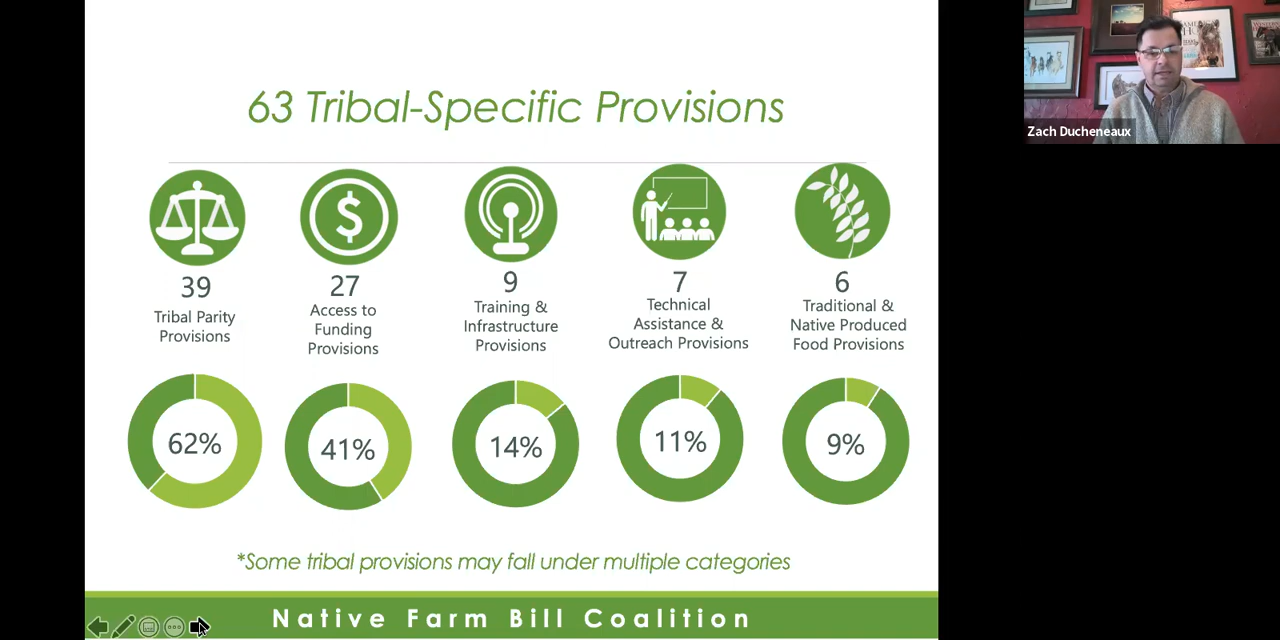 63 Tribal-Specific Provisions
39
Tribal Parity
Provisions
27
Access to
Funding
Provisions
9
Training &
Infrastructure
Provisions
7
Technical
Assistance &
Outreach Provisions
6
Traditional &
Native Produced
Food Provisions
62%
41%
14%
11%
9%
*Some tribal provisions may fall under multiple categories
Native Farm Bill Coalition
Zach Ducheneaux